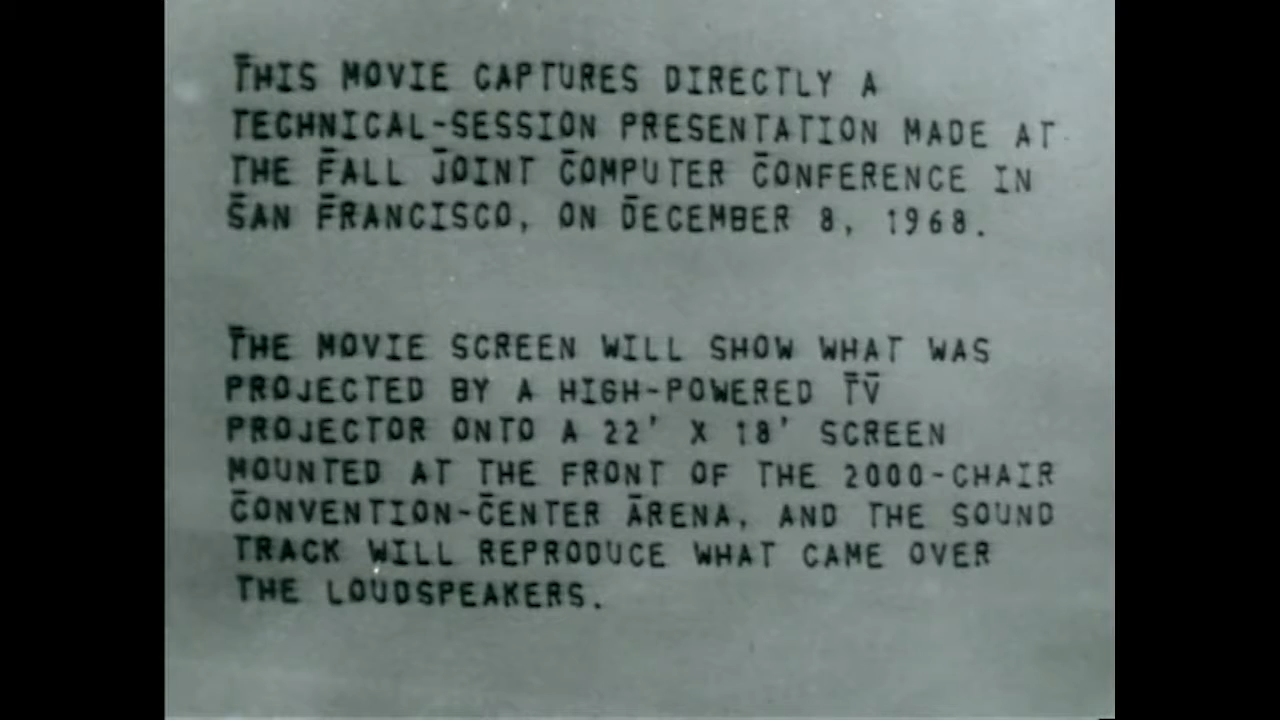 THIS MOVIE CAPTURES DIRECTLY A
TECHNICAL-SESSION PRESENTATION MADE AT
THE FALL JOINT COMPUTER CONFERENCE IN
SAN FRANCISCO, ON DECEMBER 8, 1968.
THE MOVIE SCREEN WILL SHOW WHAT WAS
PROJECTED BY A HIGH-POWERED TV
PROJECTOR ONTO A 22' X 18' SCREEN
MOUNTED AT THE FRONT OF THE 2000-CHAIR
CONVENTION-CENTER ARENA, AND THE SOUND
TRACK WILL REPRODUCE WHAT CAME OVER
THE LOUDSPEAKERS.